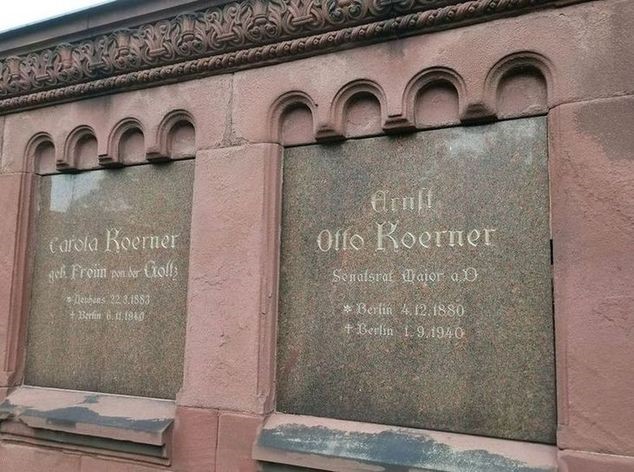 Carola Koerner
geb. Freiin von der Goltz
* Neuhaus 22.3.1883
† Berlin 6.11.1940
Ernst
Otto Koerner
Senatsrat Major a.D
* Berlin 4.12.1880
† Berlin 1.9.1940